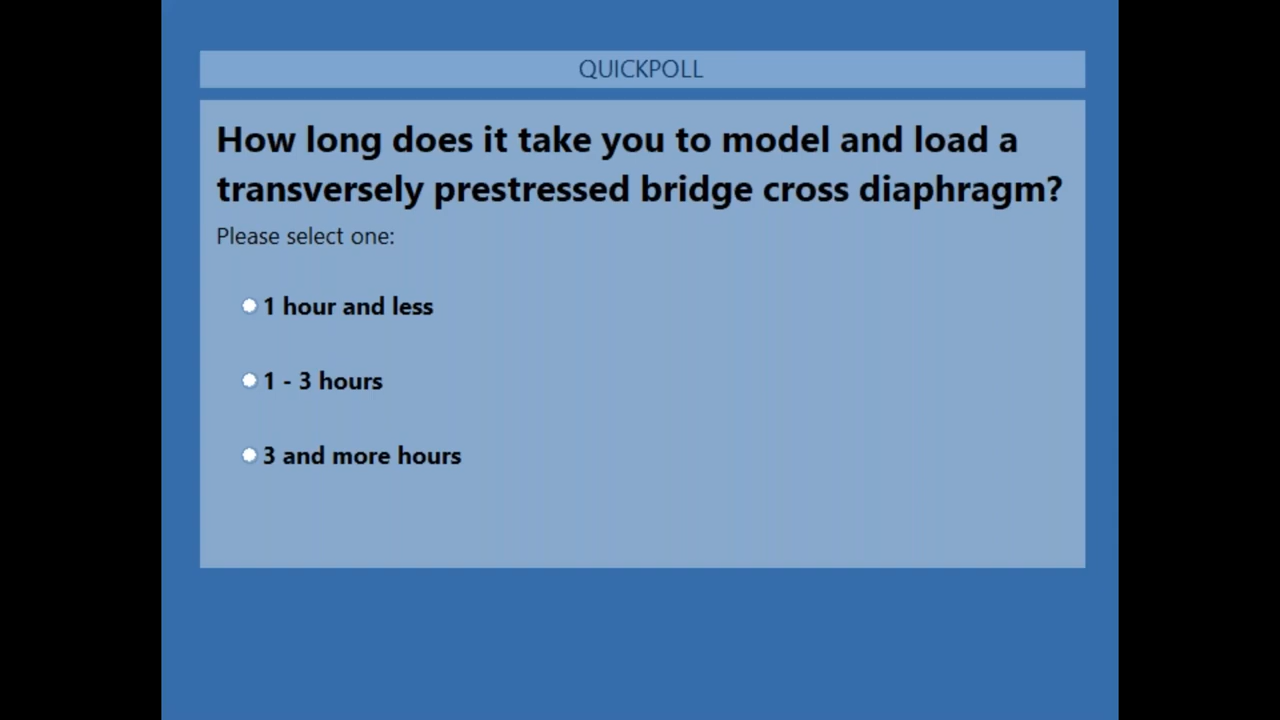 QUICKPOLL
How long does it take you to model and load a
transversely prestressed bridge cross diaphragm?
Please select one:
1 hour and less
1 - 3 hours
3 and more hours